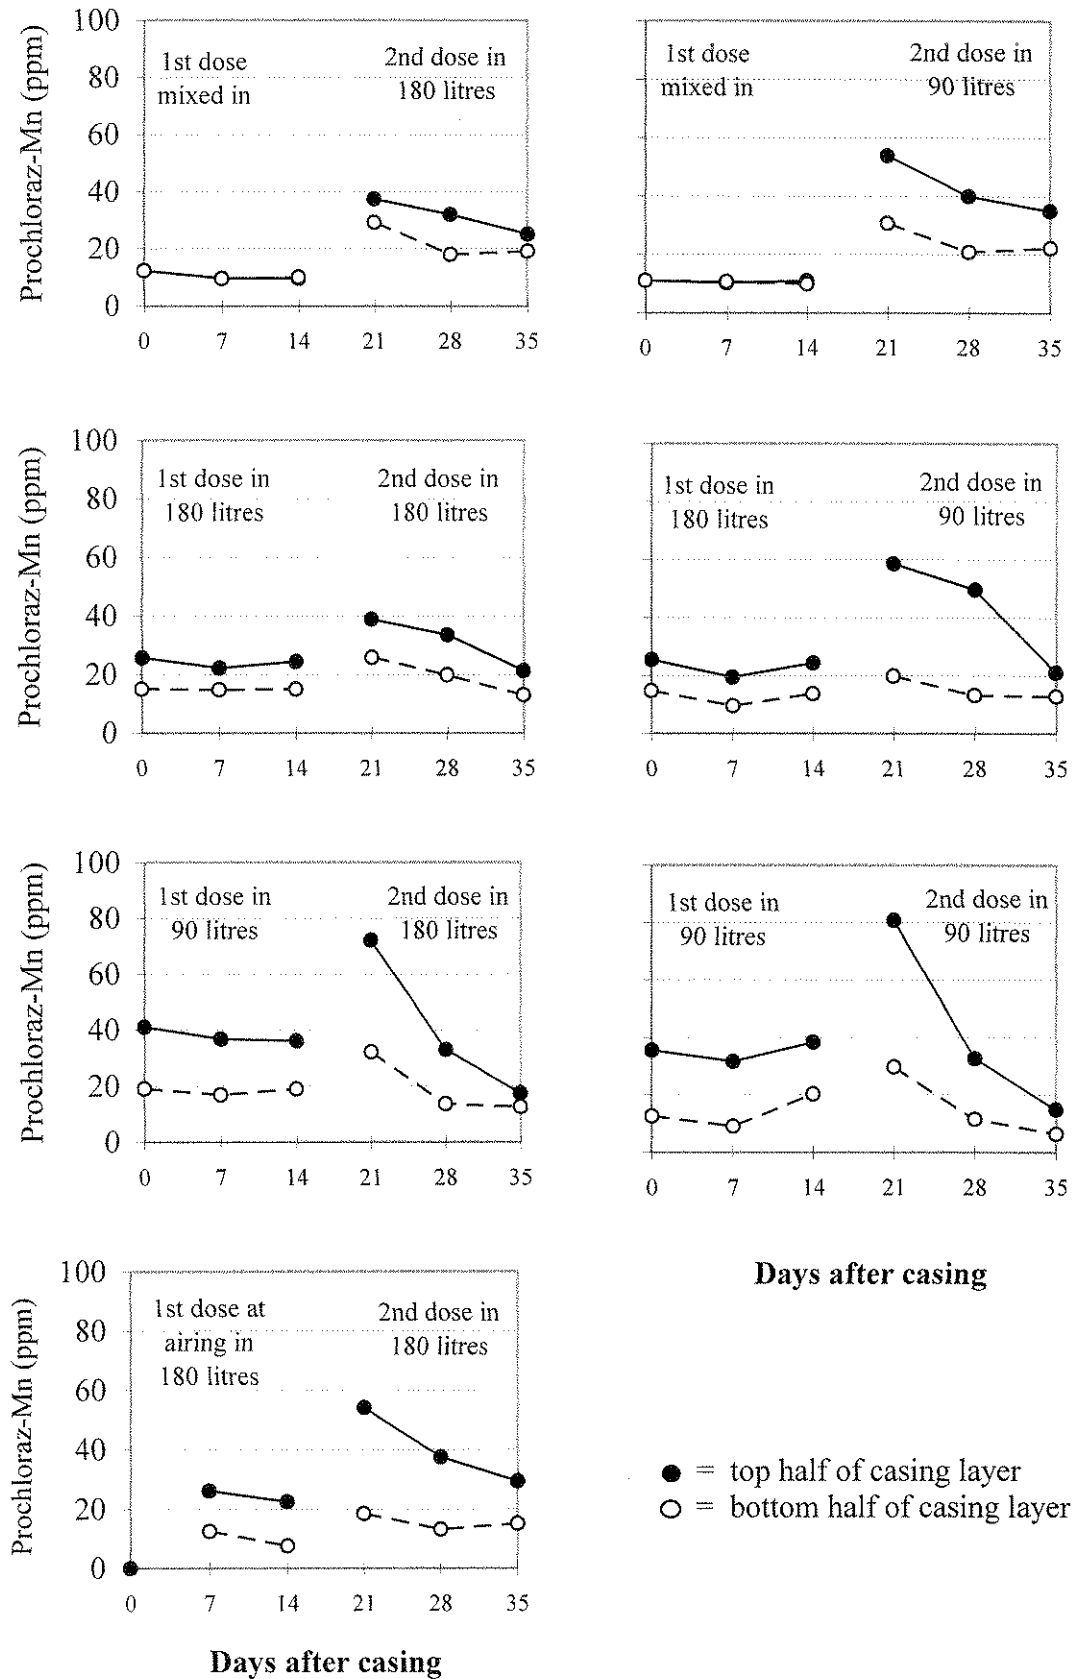 Prochloraz-Mn (ppm)
100
80
60
40
20
0
1st dose
mixed in
2nd dose in
180 litres
0 7 14 21 28 35
1st dose
mixed in
2nd dose in
90 litres
0 7 14 21 28 35
Prochloraz-Mn (ppm)
100
80
60
40
20
0
1st dose in
180 litres
2nd dose in
180 litres
0 7 14 21 28 35
1st dose in
180 litres
2nd dose in
90 litres
0 7 14 21 28 35
Prochloraz-Mn (ppm)
100
80
60
40
20
0
1st dose in
90 litres
2nd dose in
180 litres
0 7 14 21 28 35
1st dose in
90 litres
2nd dose in
90 litres
0 7 14 21 28 35
Days after casing
Prochloraz-Mn (ppm)
100
80
60
40
20
0
1st dose at
airing in
180 litres
2nd dose in
180 litres
0 7 14 21 28 35
Days after casing
● = top half of casing layer
○ = bottom half of casing layer